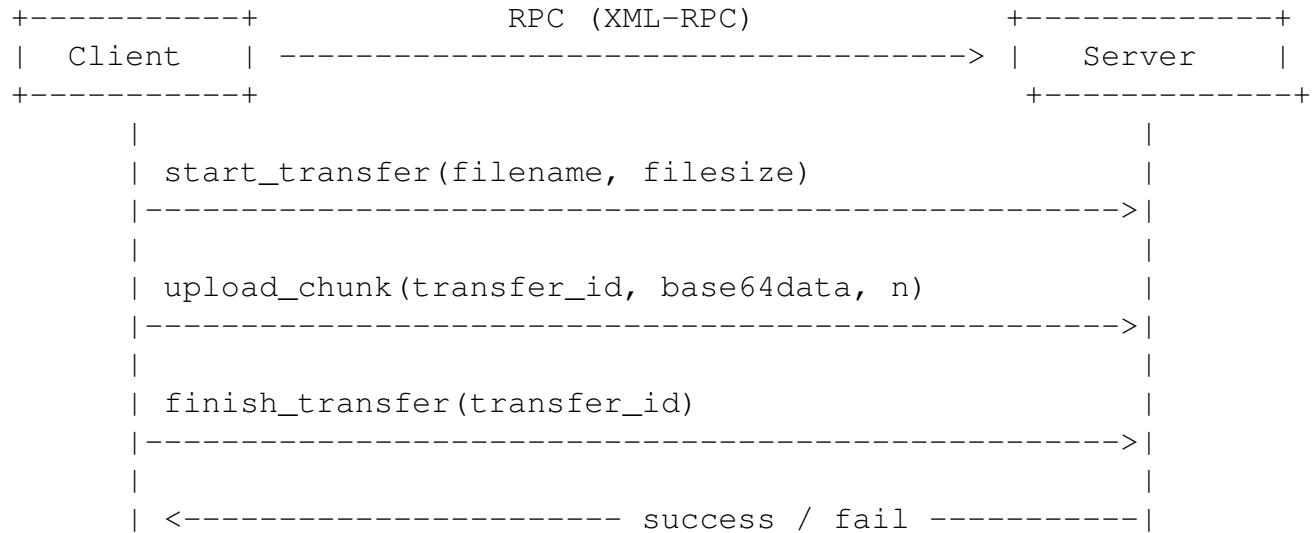 RPC (XML-RPC)
Client Server
start_transfer(filename, filesize)
upload_chunk(transfer_id, base64data, n)
finish_transfer(transfer_id)
success / fail